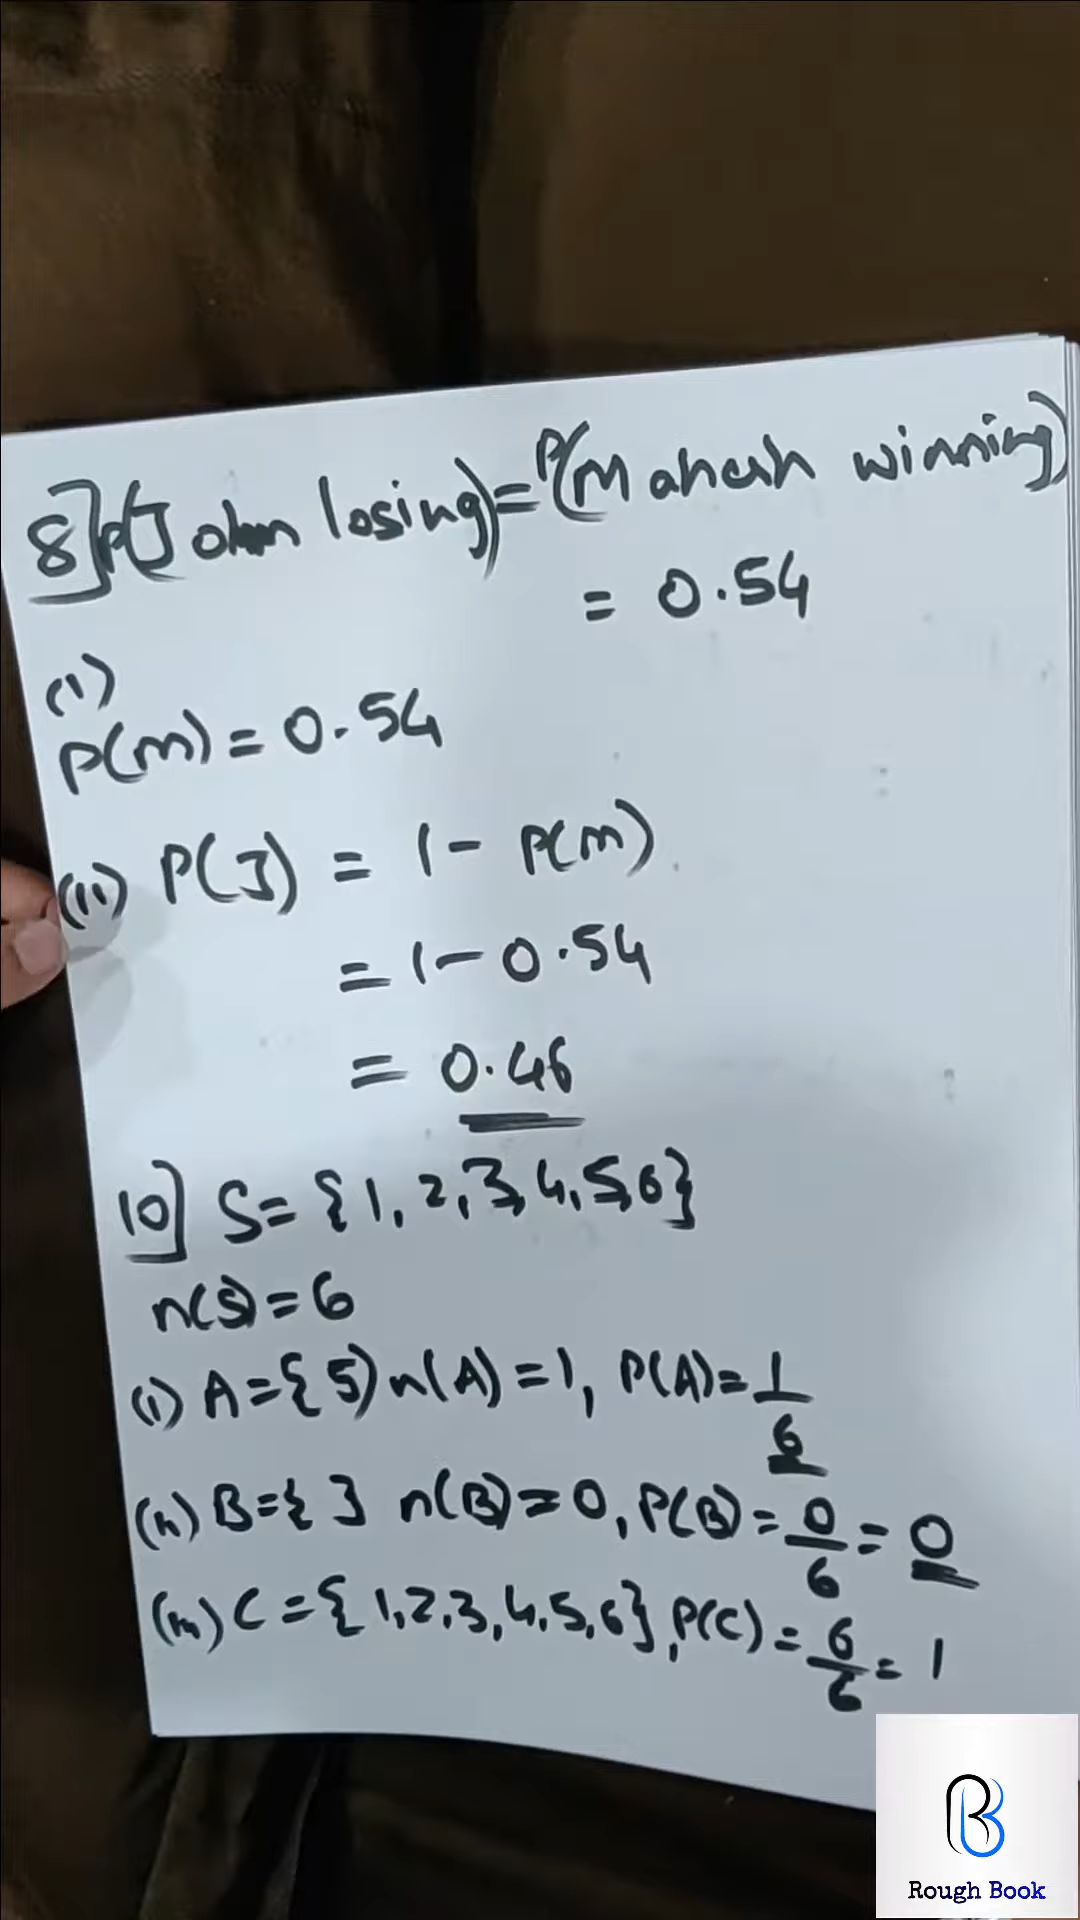 8] P(John losing) = P(Mahesh winning)
= 0.54
(i)
P(M) = 0.54
(ii) P(J) = 1 - P(M)
= 1 - 0.54
= 0.46
10] S = {1, 2, 3, 4, 5, 6}
n(S) = 6
(i) A = {5} n(A) = 1, P(A) = 1/6
(ii) B = { } n(B) = 0, P(B) = 0/6 = 0
(iii) C = {1, 2, 3, 4, 5, 6}, P(C) = 6/6 = 1
B
Rough Book